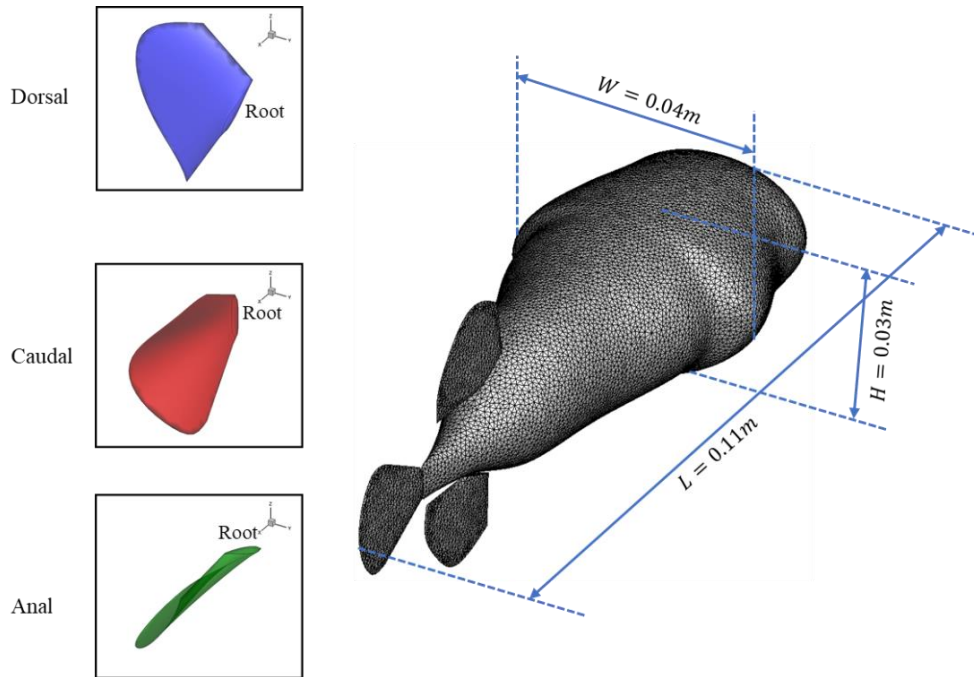 Dorsal
Z
X
Y
Root
Caudal
Z
X
Y
Root
Anal
Z
X
Y
Root
W = 0.04m
H = 0.03m
L = 0.11m